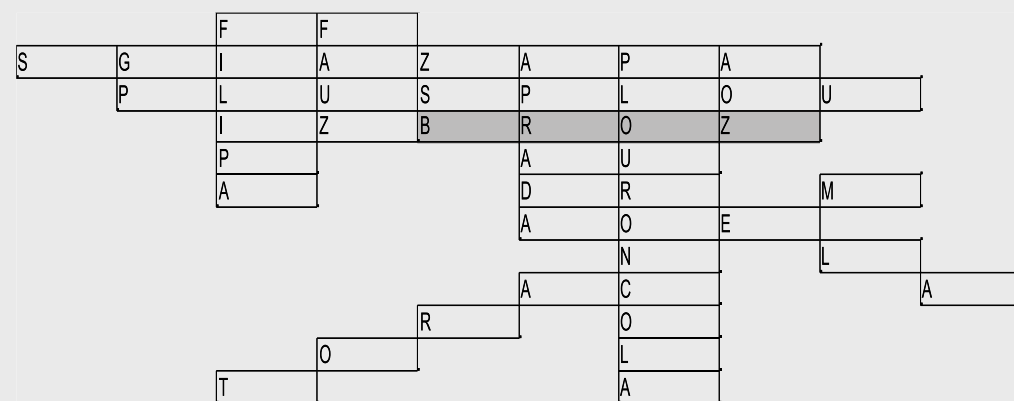 F F
S G I A Z A P A
P L U S P L O U
I Z B R O Z
P A U
A D R M
A O E
N L
A C A
R O
O L
T A